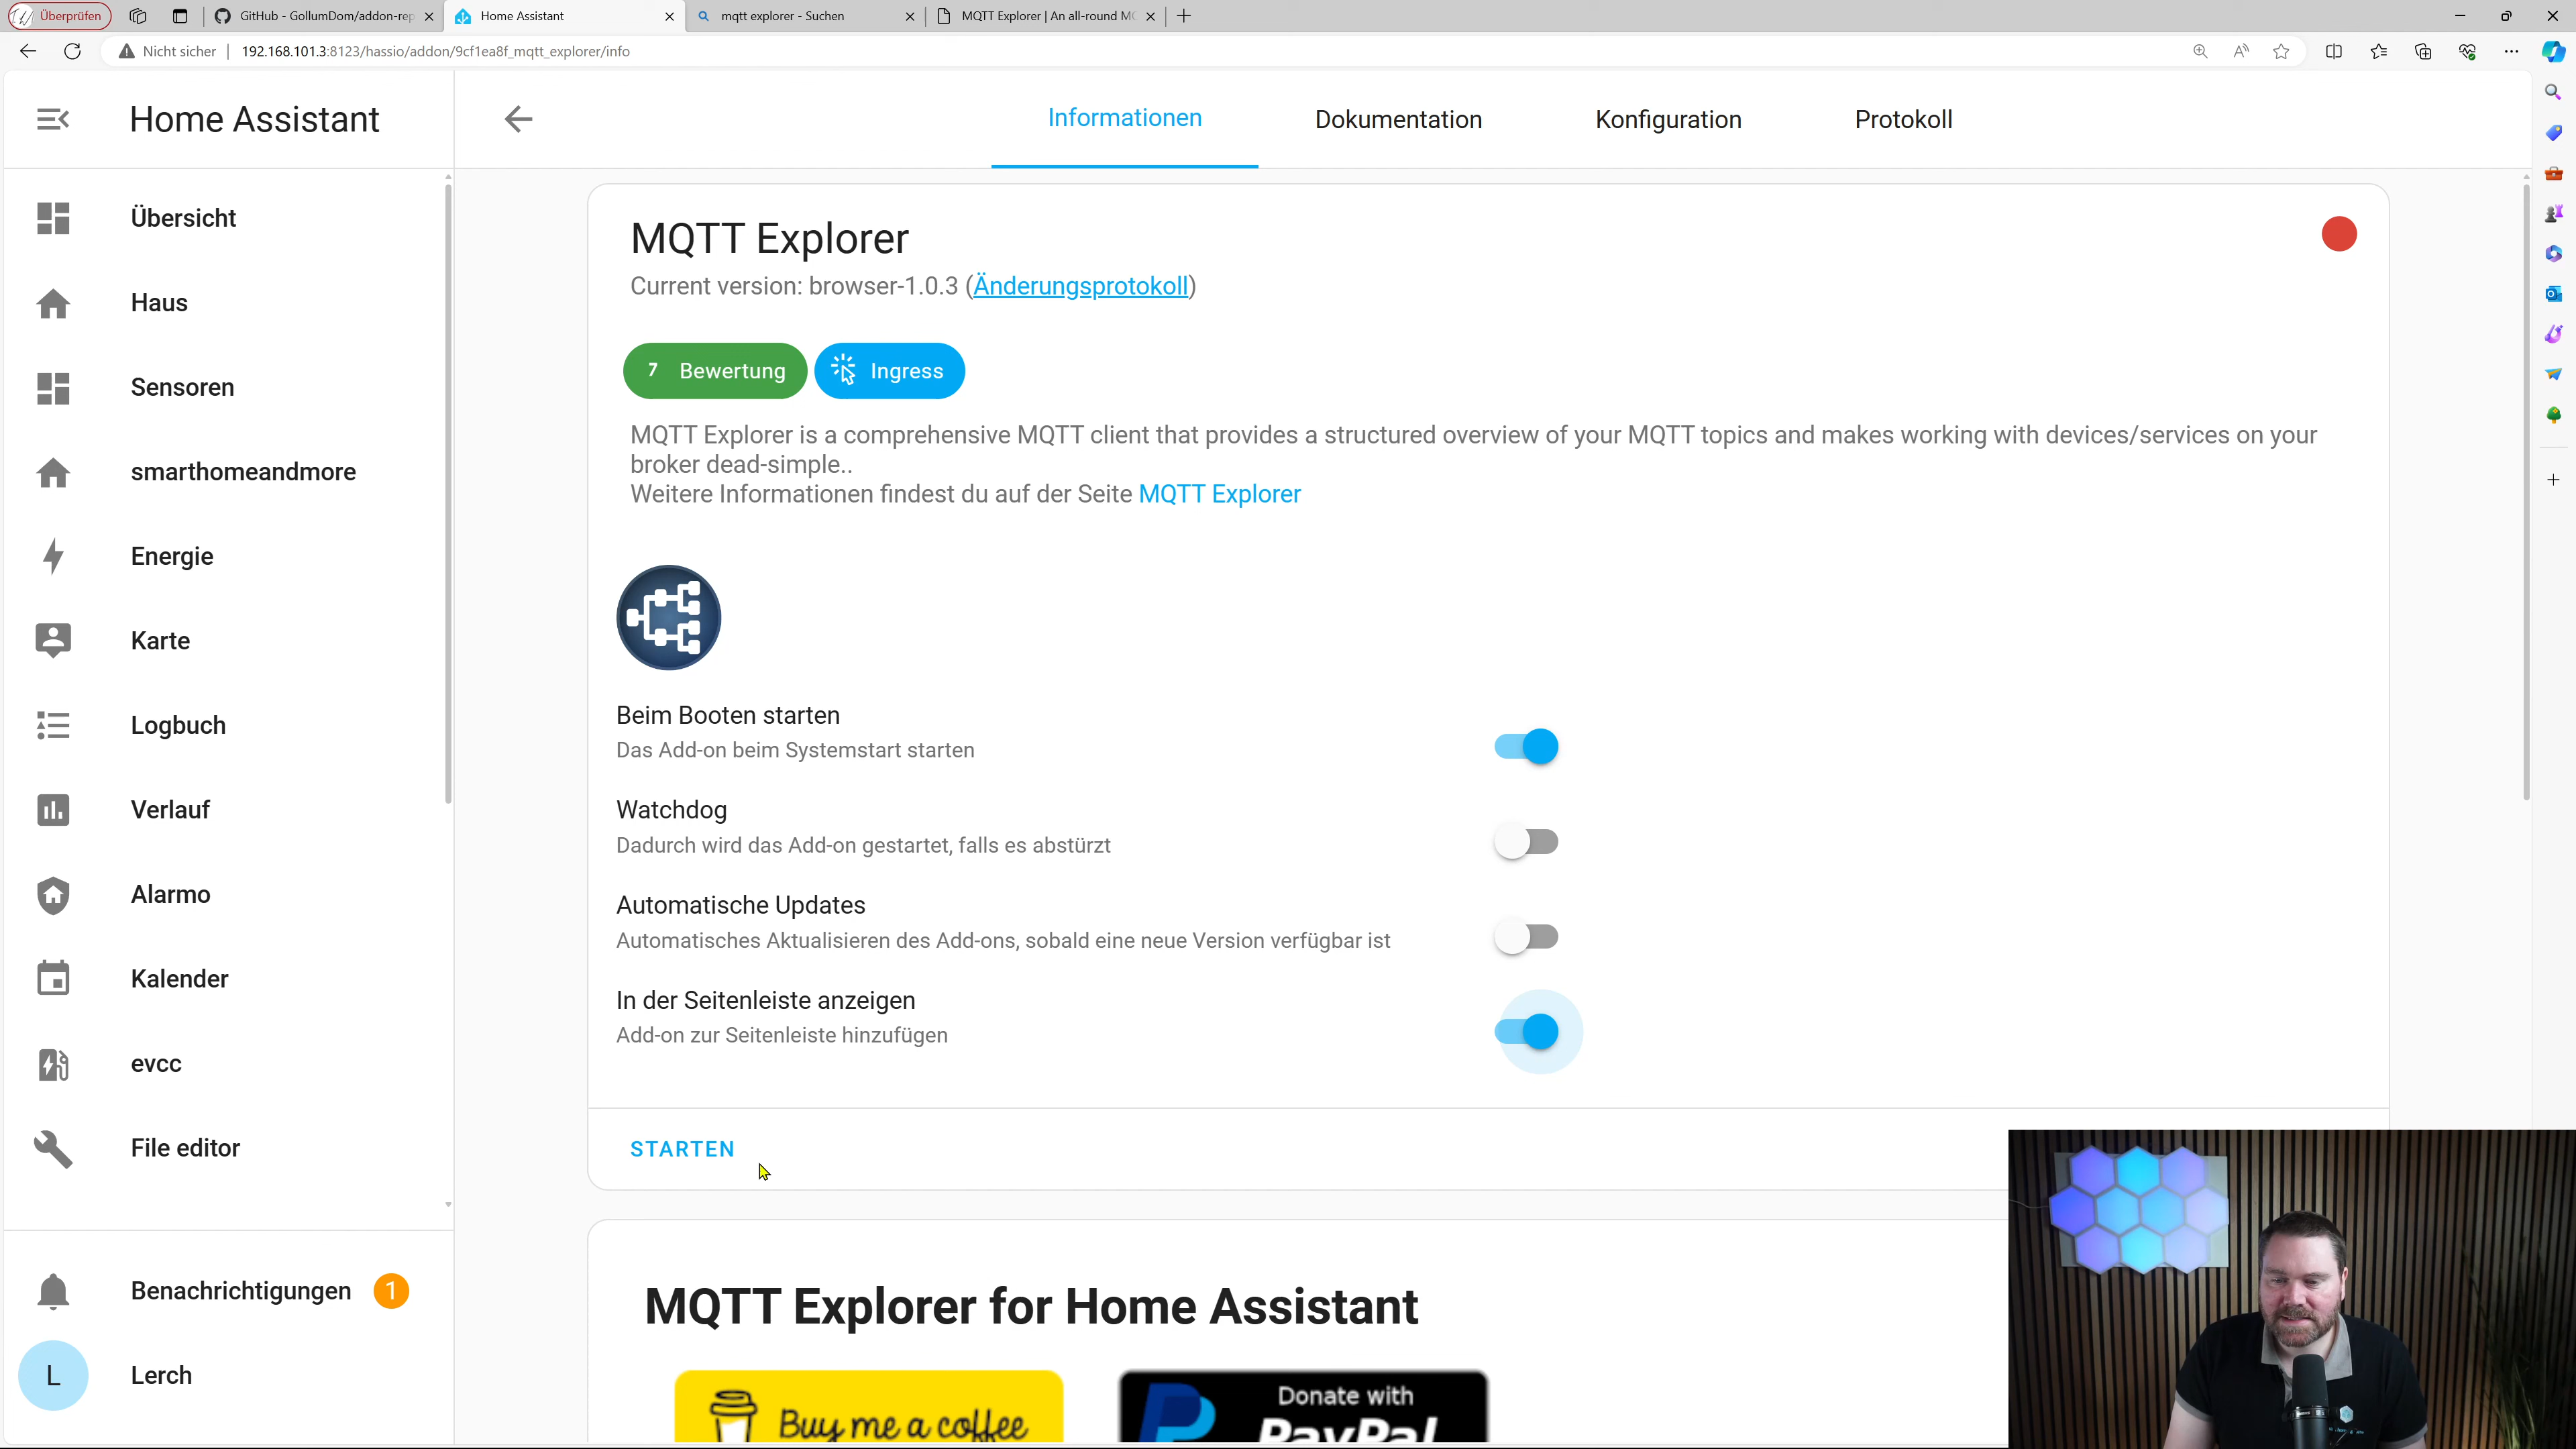 Überprüfen
GitHub - GollumDom/addon-rep
Home Assistant
mqtt explorer - Suchen
MQTT Explorer | An all-round MQ
Nicht sicher
192.168.101.3:8123/hassio/addon/9cf1ea8f_mqtt_explorer/info
Home Assistant
Informationen
Dokumentation
Konfiguration
Protokoll
Übersicht
Haus
Sensoren
smarthomeandmore
Energie
Karte
Logbuch
Verlauf
Alarmo
Kalender
evcc
File editor
Benachrichtigungen 1
L Lerch
MQTT Explorer
Current version: browser-1.0.3 (Änderungsprotokoll)
7 Bewertung
Ingress
MQTT Explorer is a comprehensive MQTT client that provides a structured overview of your MQTT topics and makes working with devices/services on your
broker dead-simple..
Weitere Informationen findest du auf der Seite MQTT Explorer
Beim Booten starten
Das Add-on beim Systemstart starten
Watchdog
Dadurch wird das Add-on gestartet, falls es abstürzt
Automatische Updates
Automatisches Aktualisieren des Add-ons, sobald eine neue Version verfügbar ist
In der Seitenleiste anzeigen
Add-on zur Seitenleiste hinzufügen
STARTEN
MQTT Explorer for Home Assistant
Buy me a coffee
Donate with
PayPal